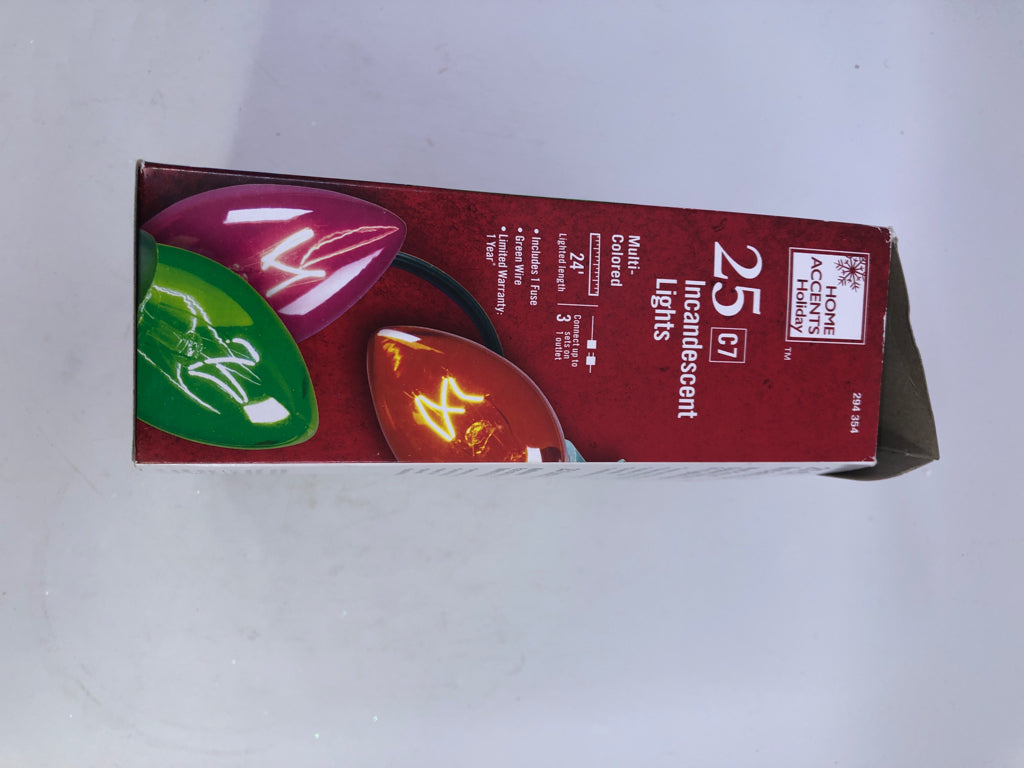 294 354
HOME
ACCENTS
Holiday
TM
25 C7
Incandescent
Lights
Multi-
Colored
24'
Lighted length
Connect up to
3 sets on
1 outlet
• Includes 1 Fuse
• Green Wire
• Limited Warranty:
1 Year*